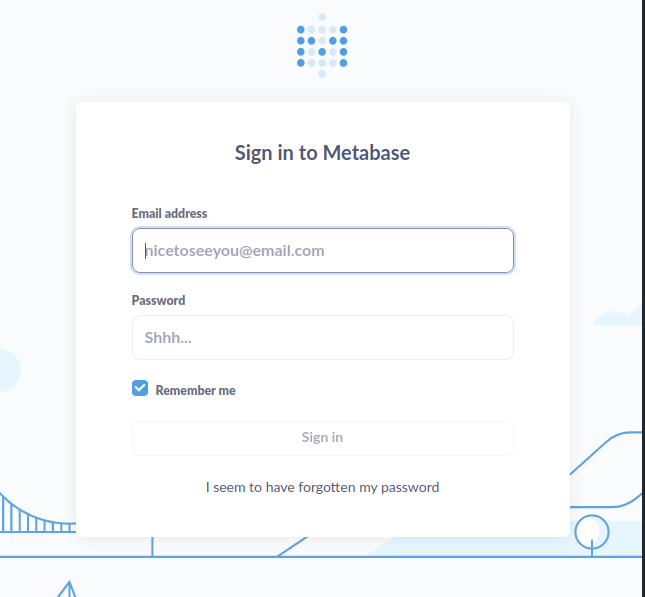 Sign in to Metabase
Email address
nicetoseeyou@email.com
Password
Shhh...
Remember me
Sign in
I seem to have forgotten my password